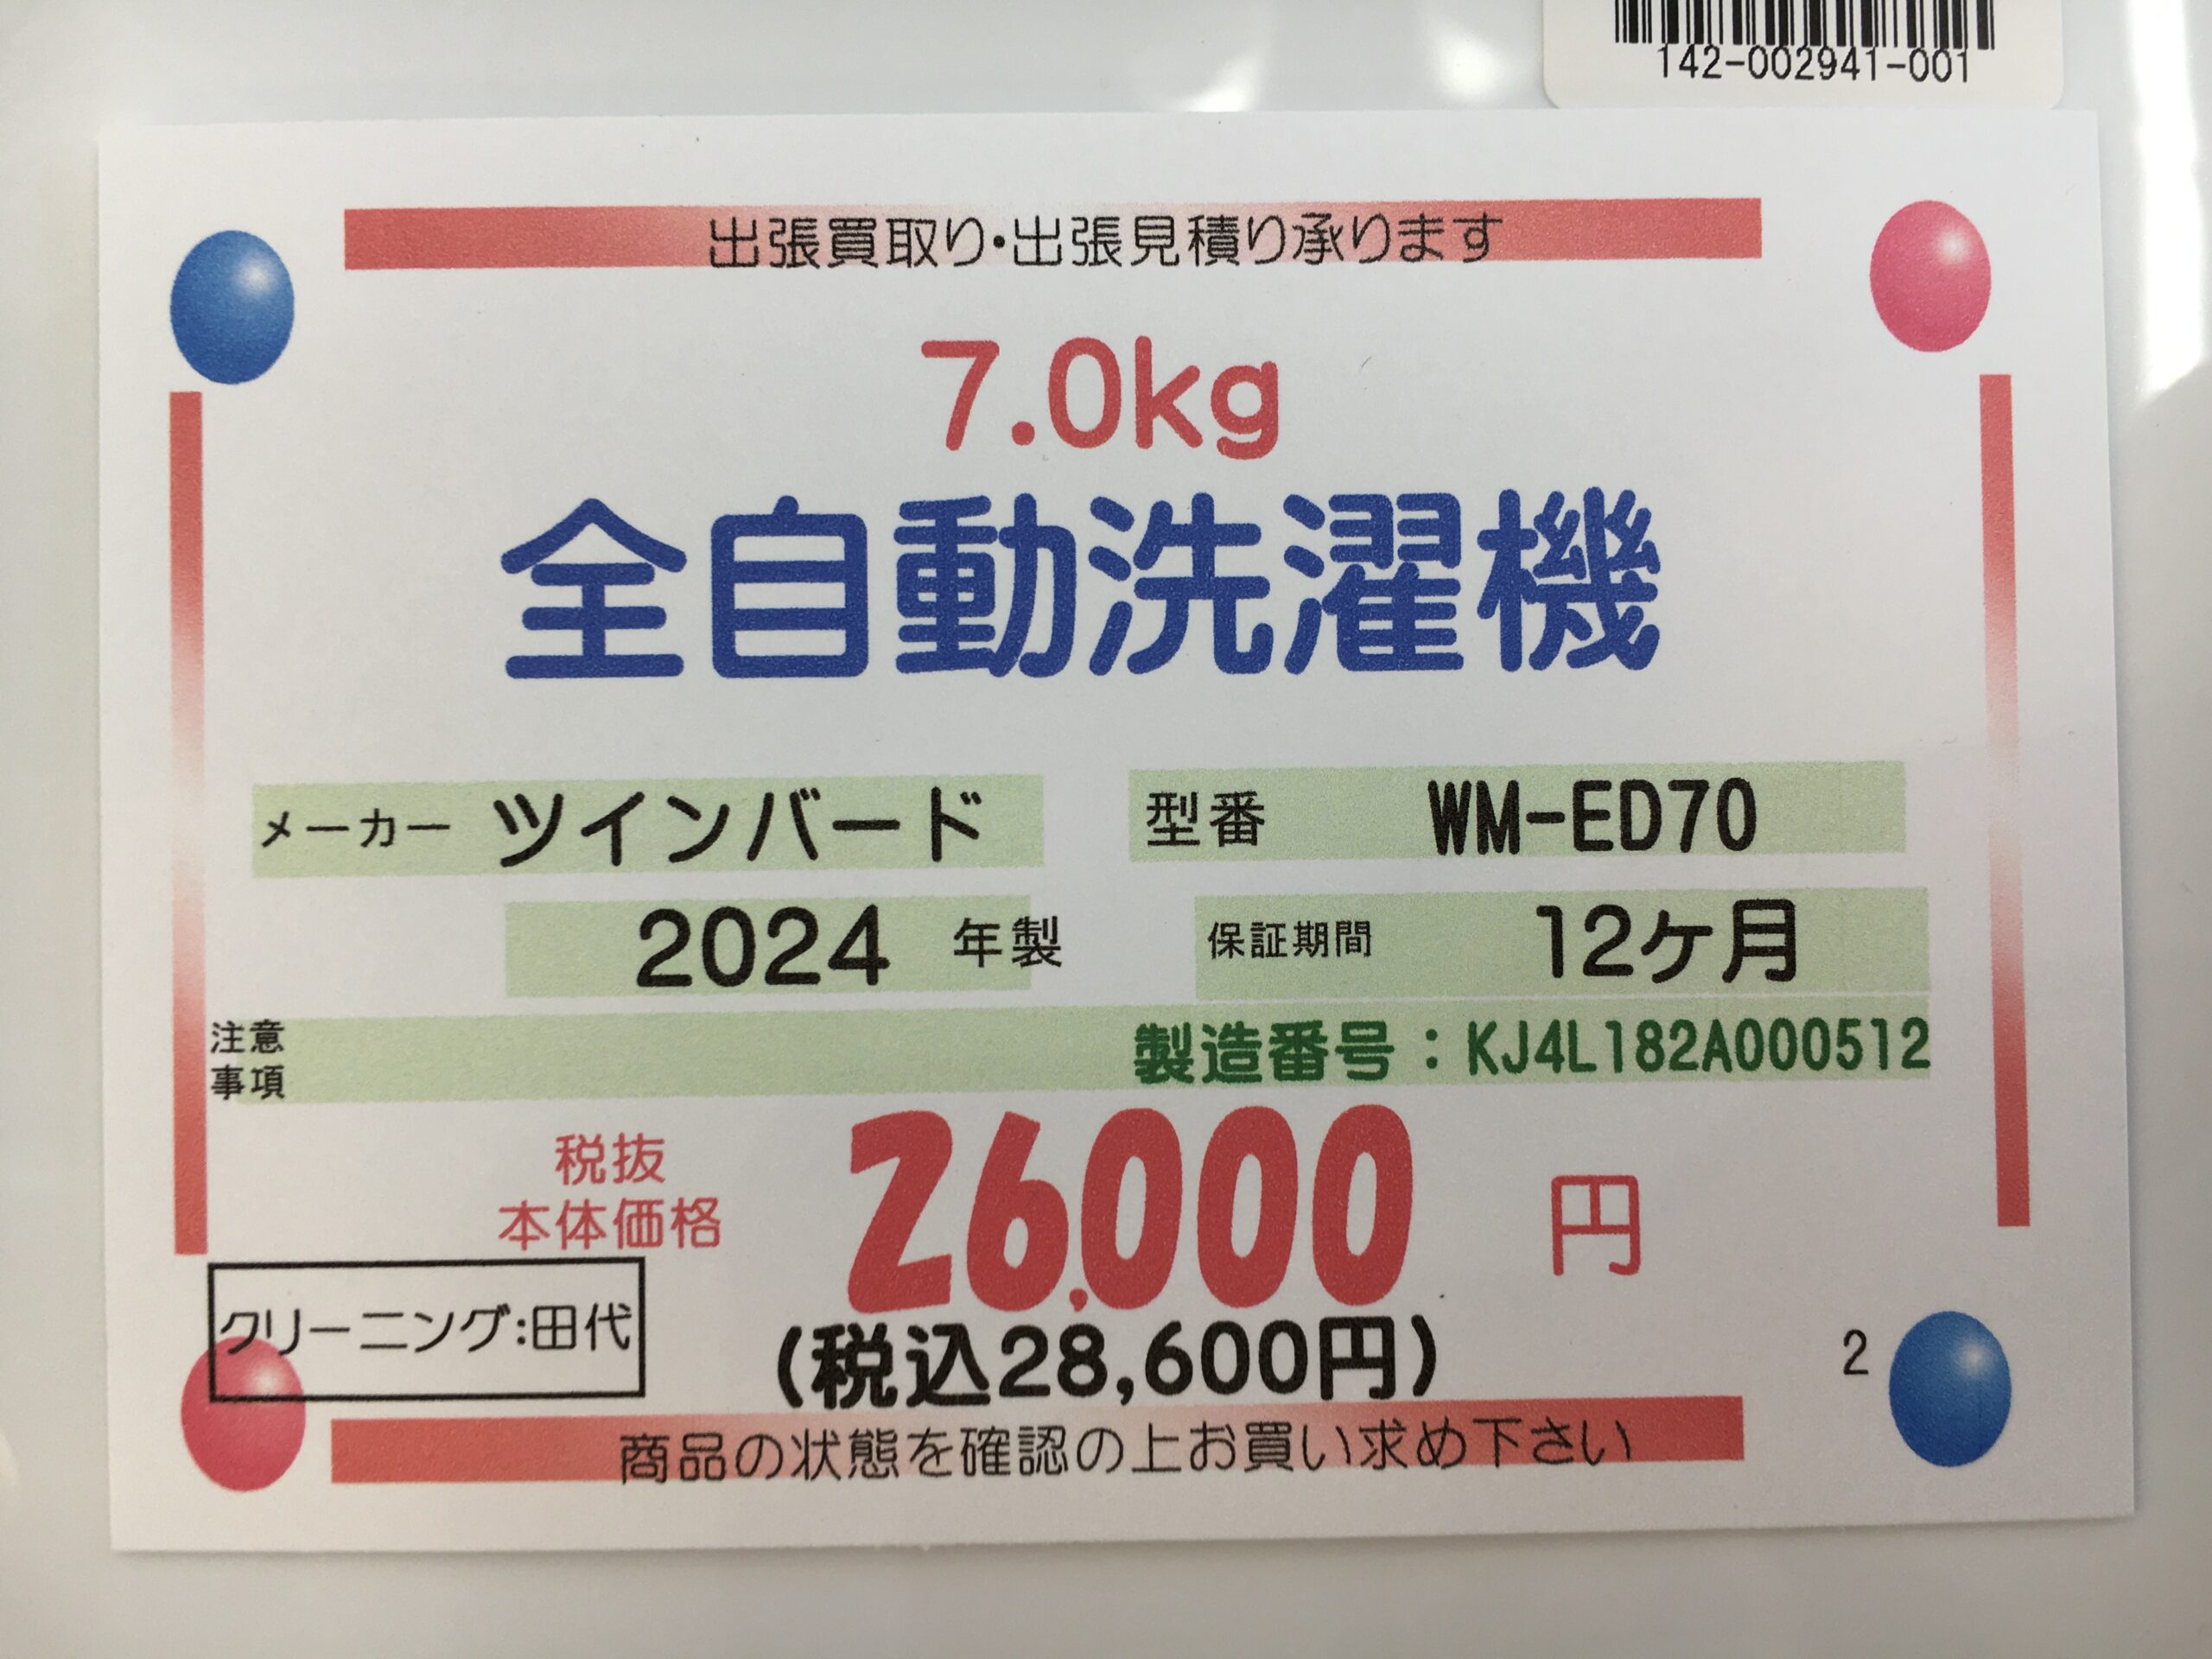 142-002941-001
出張買取り・出張見積り承ります
7.0kg
全自動洗濯機
メーカー ツインバード 型番 WM-ED70
2024 年製 保証期間 12ケ月
注意事項 製造番号：KJ4L182A000512
税抜
本体価格 26,000 円
クリーニング:田代
(税込28,600円)
2
商品の状態を確認の上お買い求め下さい